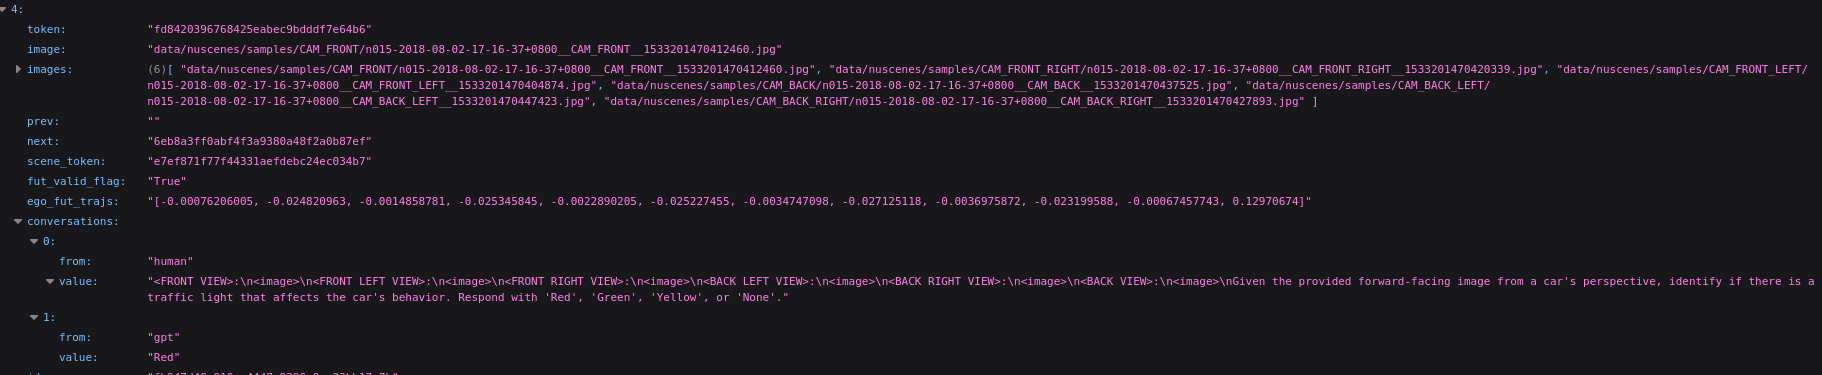 4:
token: "fd8420396768425eabec9bdddf7e64b6"
image: "data/nuscenes/samples/CAM_FRONT/n015-2018-08-02-17-16-37+0800__CAM_FRONT__1533201470412460.jpg"
images: (6)[ "data/nuscenes/samples/CAM_FRONT/n015-2018-08-02-17-16-37+0800__CAM_FRONT__1533201470412460.jpg", "data/nuscenes/samples/CAM_FRONT_RIGHT/n015-2018-08-02-17-16-37+0800__CAM_FRONT_RIGHT__1533201470420339.jpg", "data/nuscenes/samples/CAM_FRONT_LEFT/
n015-2018-08-02-17-16-37+0800__CAM_FRONT_LEFT__1533201470404874.jpg", "data/nuscenes/samples/CAM_BACK/n015-2018-08-02-17-16-37+0800__CAM_BACK__1533201470437525.jpg", "data/nuscenes/samples/CAM_BACK_LEFT/
n015-2018-08-02-17-16-37+0800__CAM_BACK_LEFT__1533201470447423.jpg", "data/nuscenes/samples/CAM_BACK_RIGHT/n015-2018-08-02-17-16-37+0800__CAM_BACK_RIGHT__1533201470427893.jpg" ]
prev: ""
next: "6eb8a3ff0abf4f3a9380a48f2a0b87ef"
scene_token: "e7ef871f77f44331aefdebc24ec034b7"
fut_valid_flag: "True"
ego_fut_trajs: "[-0.00076206005, -0.024820963, -0.0014858781, -0.025345845, -0.0022890205, -0.025227455, -0.0034747098, -0.027125118, -0.0036975872, -0.023199588, -0.00067457743, 0.12970674]"
conversations:
0:
from: "human"
value: "<FRONT VIEW>:\n<image>\n<FRONT LEFT VIEW>:\n<image>\n<FRONT RIGHT VIEW>:\n<image>\n<BACK LEFT VIEW>:\n<image>\n<BACK RIGHT VIEW>:\n<image>\n<BACK VIEW>:\n<image>\nGiven the provided forward-facing image from a car's perspective, identify if there is a
traffic light that affects the car's behavior. Respond with 'Red', 'Green', 'Yellow', or 'None'."
1:
from: "gpt"
value: "Red"